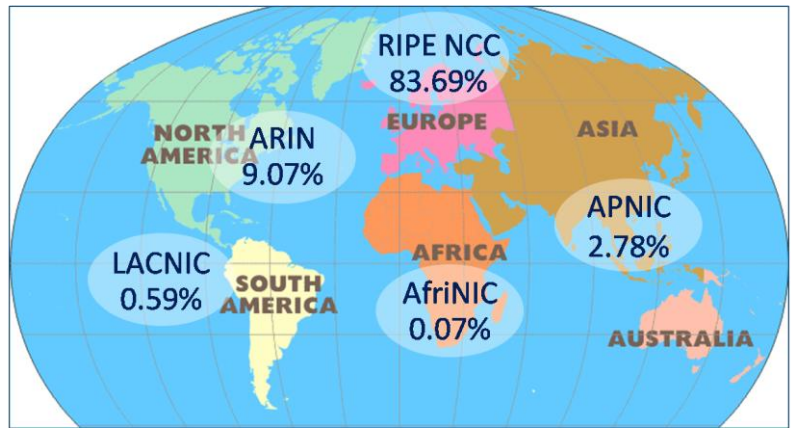 RIPE NCC
83.69%
NORTH
AMERICA
ARIN
9.07%
EUROPE
ASIA
APNIC
2.78%
LACNIC
0.59%
SOUTH
AMERICA
AFRICA
AfriNIC
0.07%
AUSTRALIA